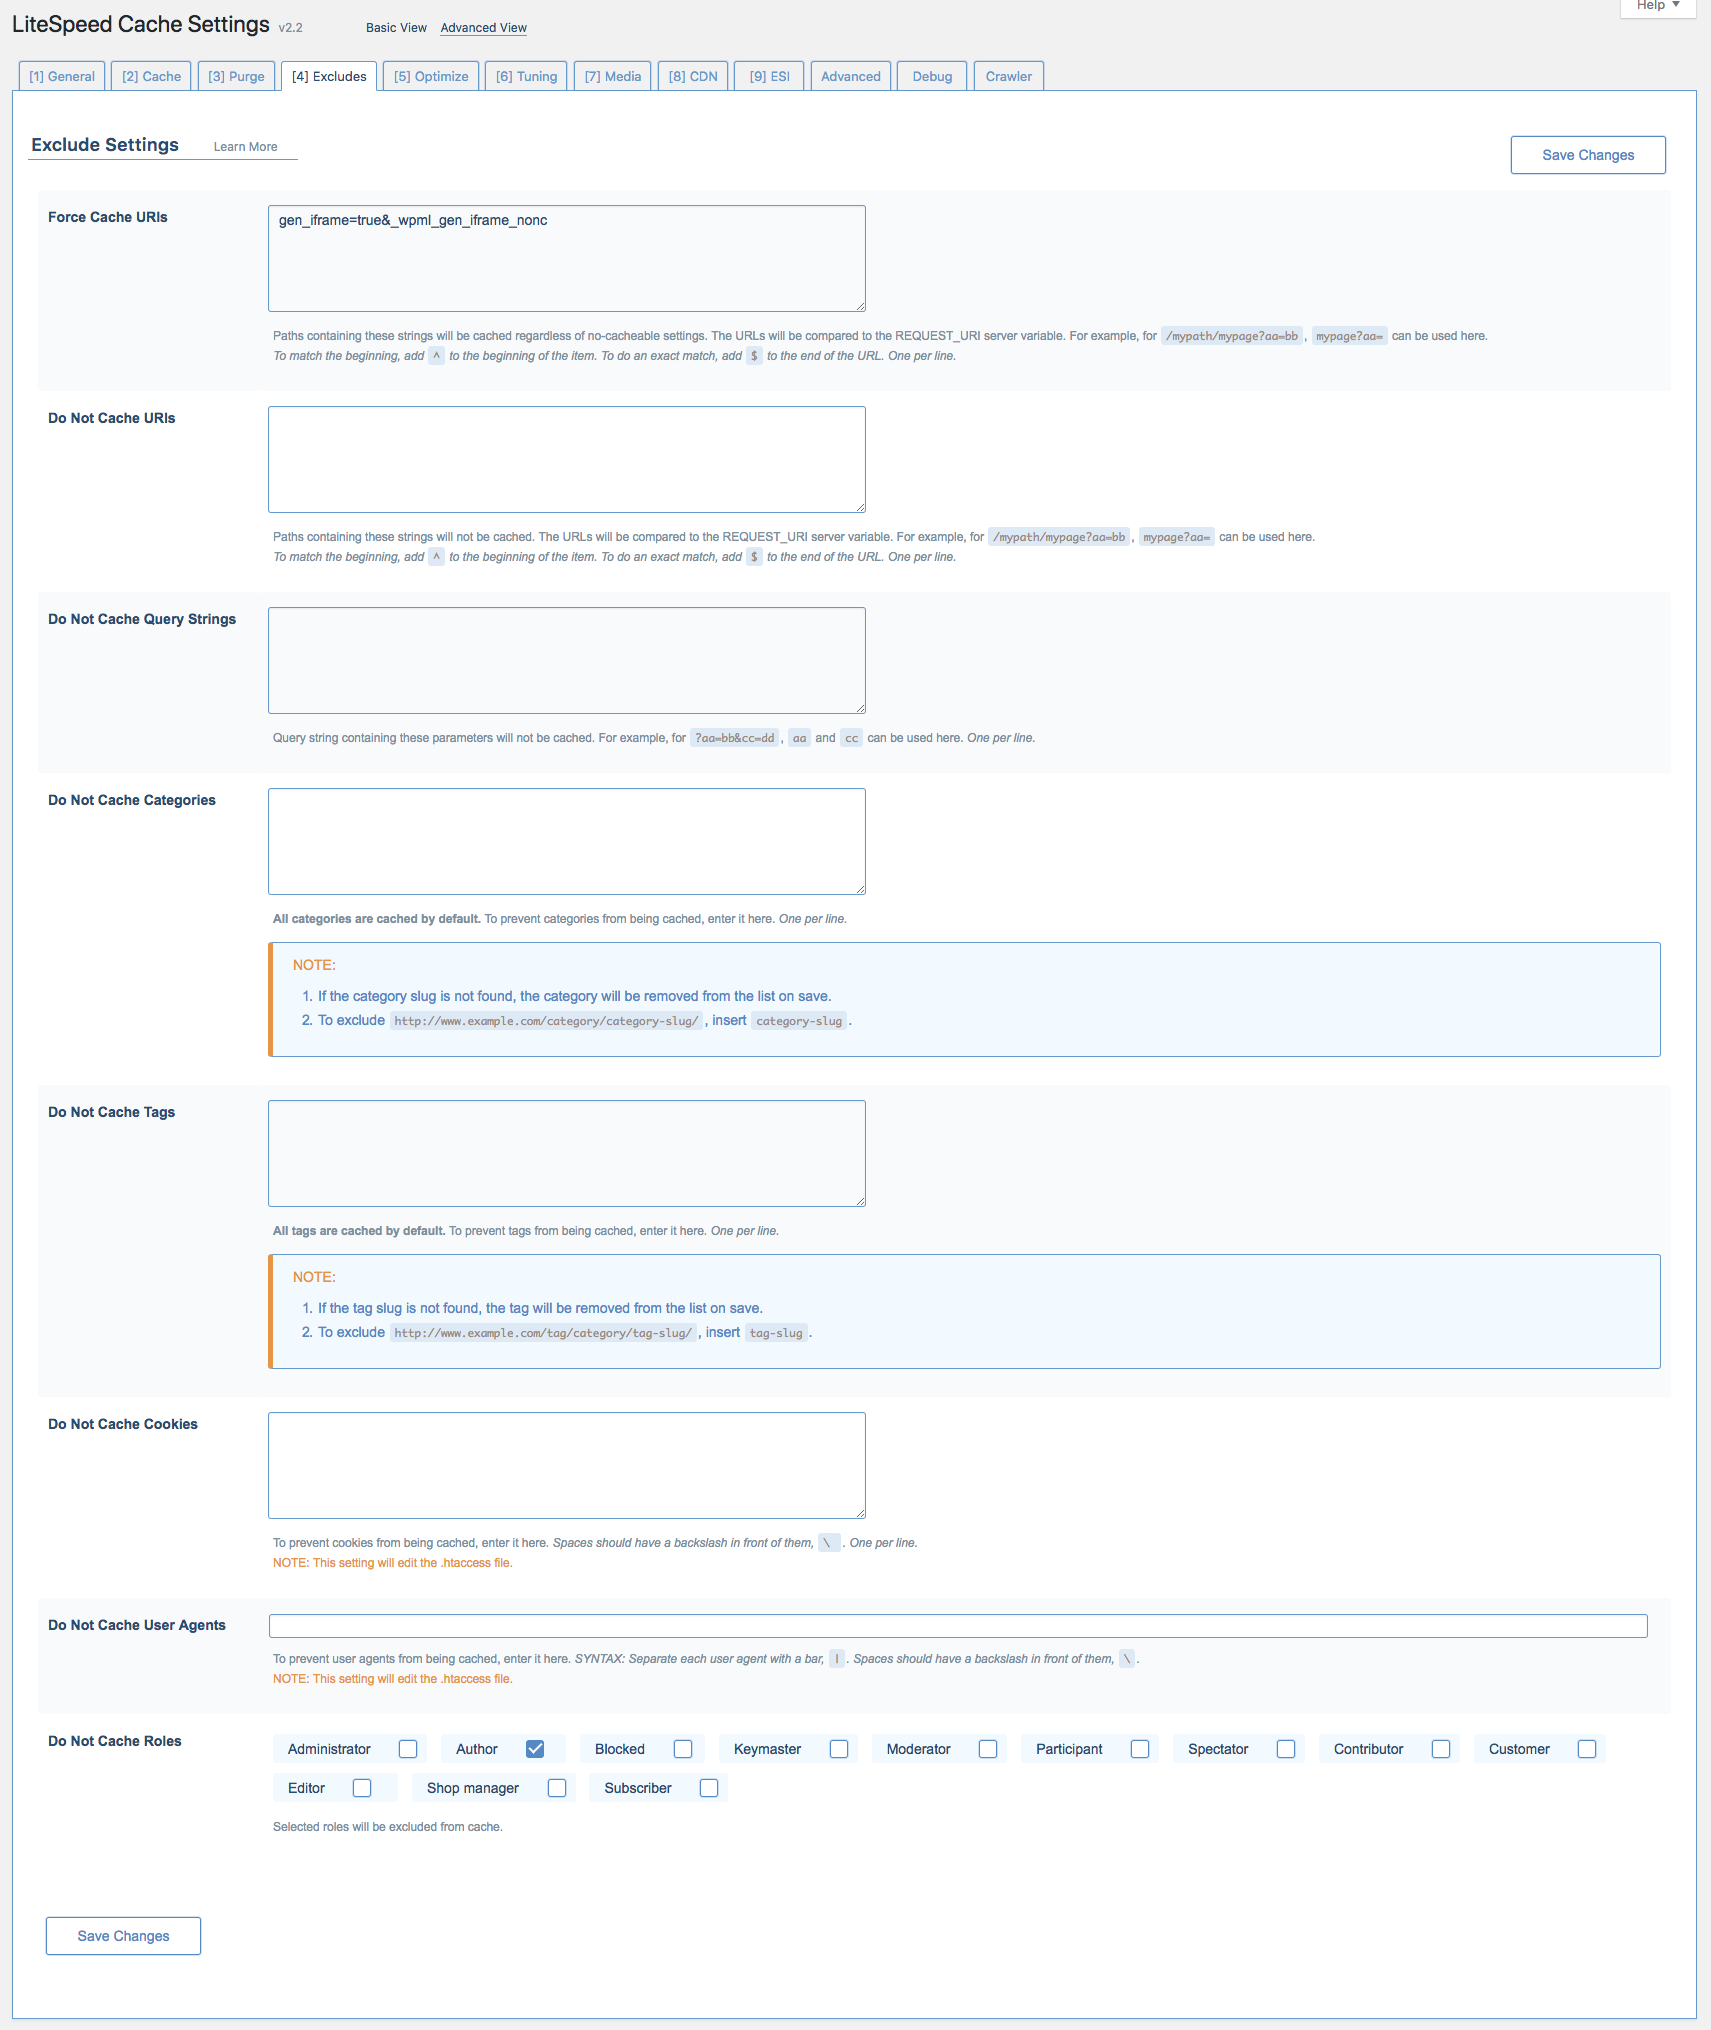 Help ▼
LiteSpeed Cache Settings v2.2 Basic View Advanced View
[1] General [2] Cache [3] Purge [4] Excludes [5] Optimize [6] Tuning [7] Media [8] CDN [9] ESI Advanced Debug Crawler
Exclude Settings Learn More
Save Changes
Force Cache URIs
gen_iframe=true&_wpml_gen_iframe_nonc
Paths containing these strings will be cached regardless of no-cacheable settings. The URLs will be compared to the REQUEST_URI server variable. For example, for /mypath/mypage?aa=bb , mypage?aa= can be used here.
To match the beginning, add ^ to the beginning of the item. To do an exact match, add $ to the end of the URL. One per line.
Do Not Cache URIs
Paths containing these strings will not be cached. The URLs will be compared to the REQUEST_URI server variable. For example, for /mypath/mypage?aa=bb , mypage?aa= can be used here.
To match the beginning, add ^ to the beginning of the item. To do an exact match, add $ to the end of the URL. One per line.
Do Not Cache Query Strings
Query string containing these parameters will not be cached. For example, for ?aa=bb&cc=dd , aa and cc can be used here. One per line.
Do Not Cache Categories
All categories are cached by default. To prevent categories from being cached, enter it here. One per line.
NOTE:
1. If the category slug is not found, the category will be removed from the list on save.
2. To exclude http://www.example.com/category/category-slug/ , insert category-slug .
Do Not Cache Tags
All tags are cached by default. To prevent tags from being cached, enter it here. One per line.
NOTE:
1. If the tag slug is not found, the tag will be removed from the list on save.
2. To exclude http://www.example.com/tag/category/tag-slug/ , insert tag-slug .
Do Not Cache Cookies
To prevent cookies from being cached, enter it here. Spaces should have a backslash in front of them, \ . One per line.
NOTE: This setting will edit the .htaccess file.
Do Not Cache User Agents
To prevent user agents from being cached, enter it here. SYNTAX: Separate each user agent with a bar, | . Spaces should have a backslash in front of them, \ .
NOTE: This setting will edit the .htaccess file.
Do Not Cache Roles
Administrator Author Blocked Keymaster Moderator Participant Spectator Contributor Customer
Editor Shop manager Subscriber
Selected roles will be excluded from cache.
Save Changes